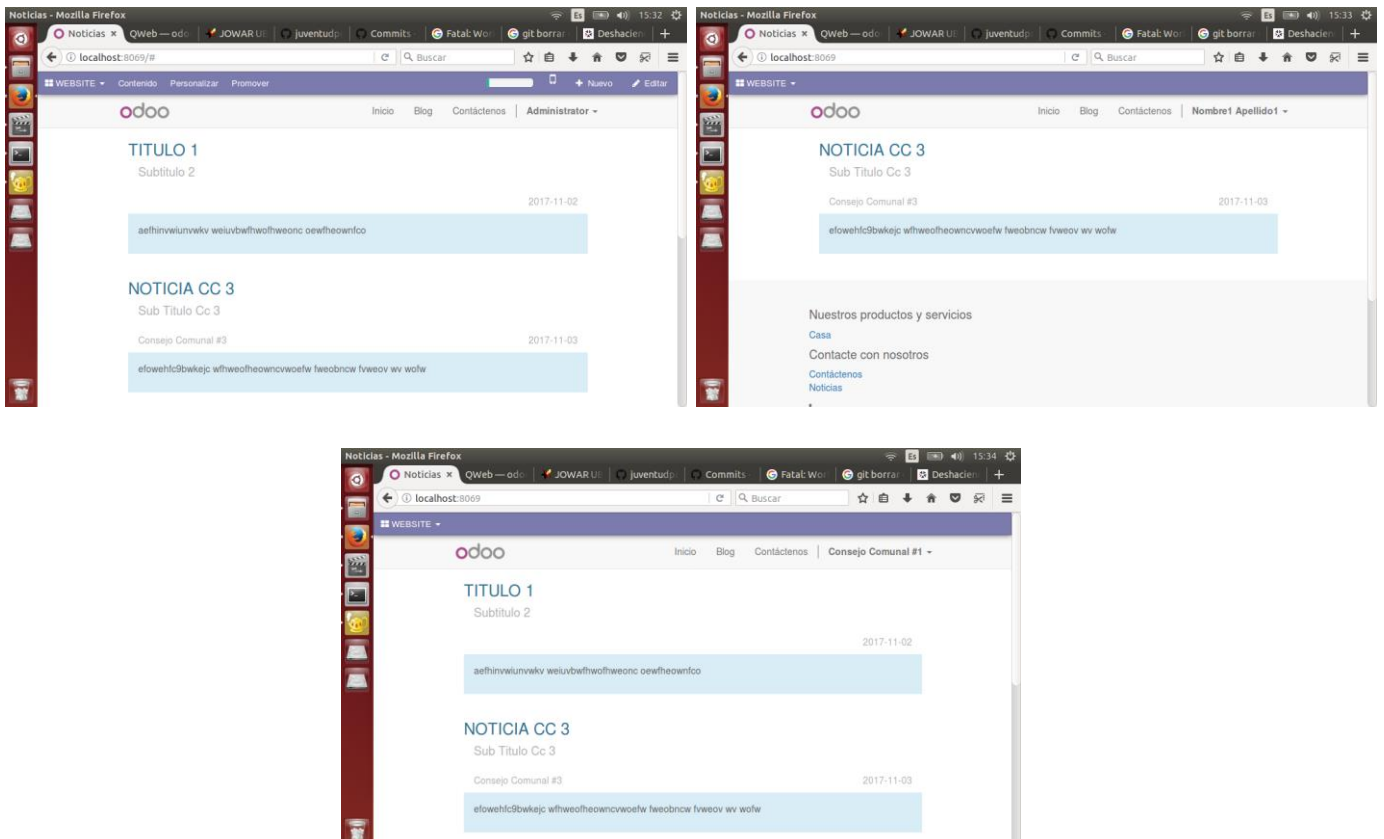 Noticias - Mozilla Firefox
Es 15:32
Noticias × QWeb — odo JOWAR UE juventudp Commits · Fatal: Wor git borrar Deshacien +
localhost:8069/# Buscar
WEBSITE Contenido Personalizar Promover + Nuevo Editar
odoo Inicio Blog Contáctenos Administrator
TITULO 1
Subtitulo 2
2017-11-02
aefhinvwiunvwkv weiuvbwfhwofhweonc oewfheownfco
NOTICIA CC 3
Sub Titulo Cc 3
Consejo Comunal #3 2017-11-03
efowehfc9bwkejc wfhweofheowncvwoefw fweobncw fvweov wv wofw
Noticias - Mozilla Firefox
Es 15:33
Noticias × QWeb — odo JOWAR UE juventudp Commits · Fatal: Wor git borrar Deshacien +
localhost:8069 Buscar
WEBSITE
odoo Inicio Blog Contáctenos Nombre1 Apellido1
NOTICIA CC 3
Sub Titulo Cc 3
Consejo Comunal #3 2017-11-03
efowehfc9bwkejc wfhweofheowncvwoefw fweobncw fvweov wv wofw
Nuestros productos y servicios
Casa
Contacte con nosotros
Contáctenos
Noticias
Noticias - Mozilla Firefox
Es 15:34
Noticias × QWeb — odo JOWAR UE juventudp Commits · Fatal: Wor git borrar Deshacien +
localhost:8069 Buscar
WEBSITE
odoo Inicio Blog Contáctenos Consejo Comunal #1
TITULO 1
Subtitulo 2
2017-11-02
aefhinvwiunvwkv weiuvbwfhwofhweonc oewfheownfco
NOTICIA CC 3
Sub Titulo Cc 3
Consejo Comunal #3 2017-11-03
efowehfc9bwkejc wfhweofheowncvwoefw fweobncw fvweov wv wofw